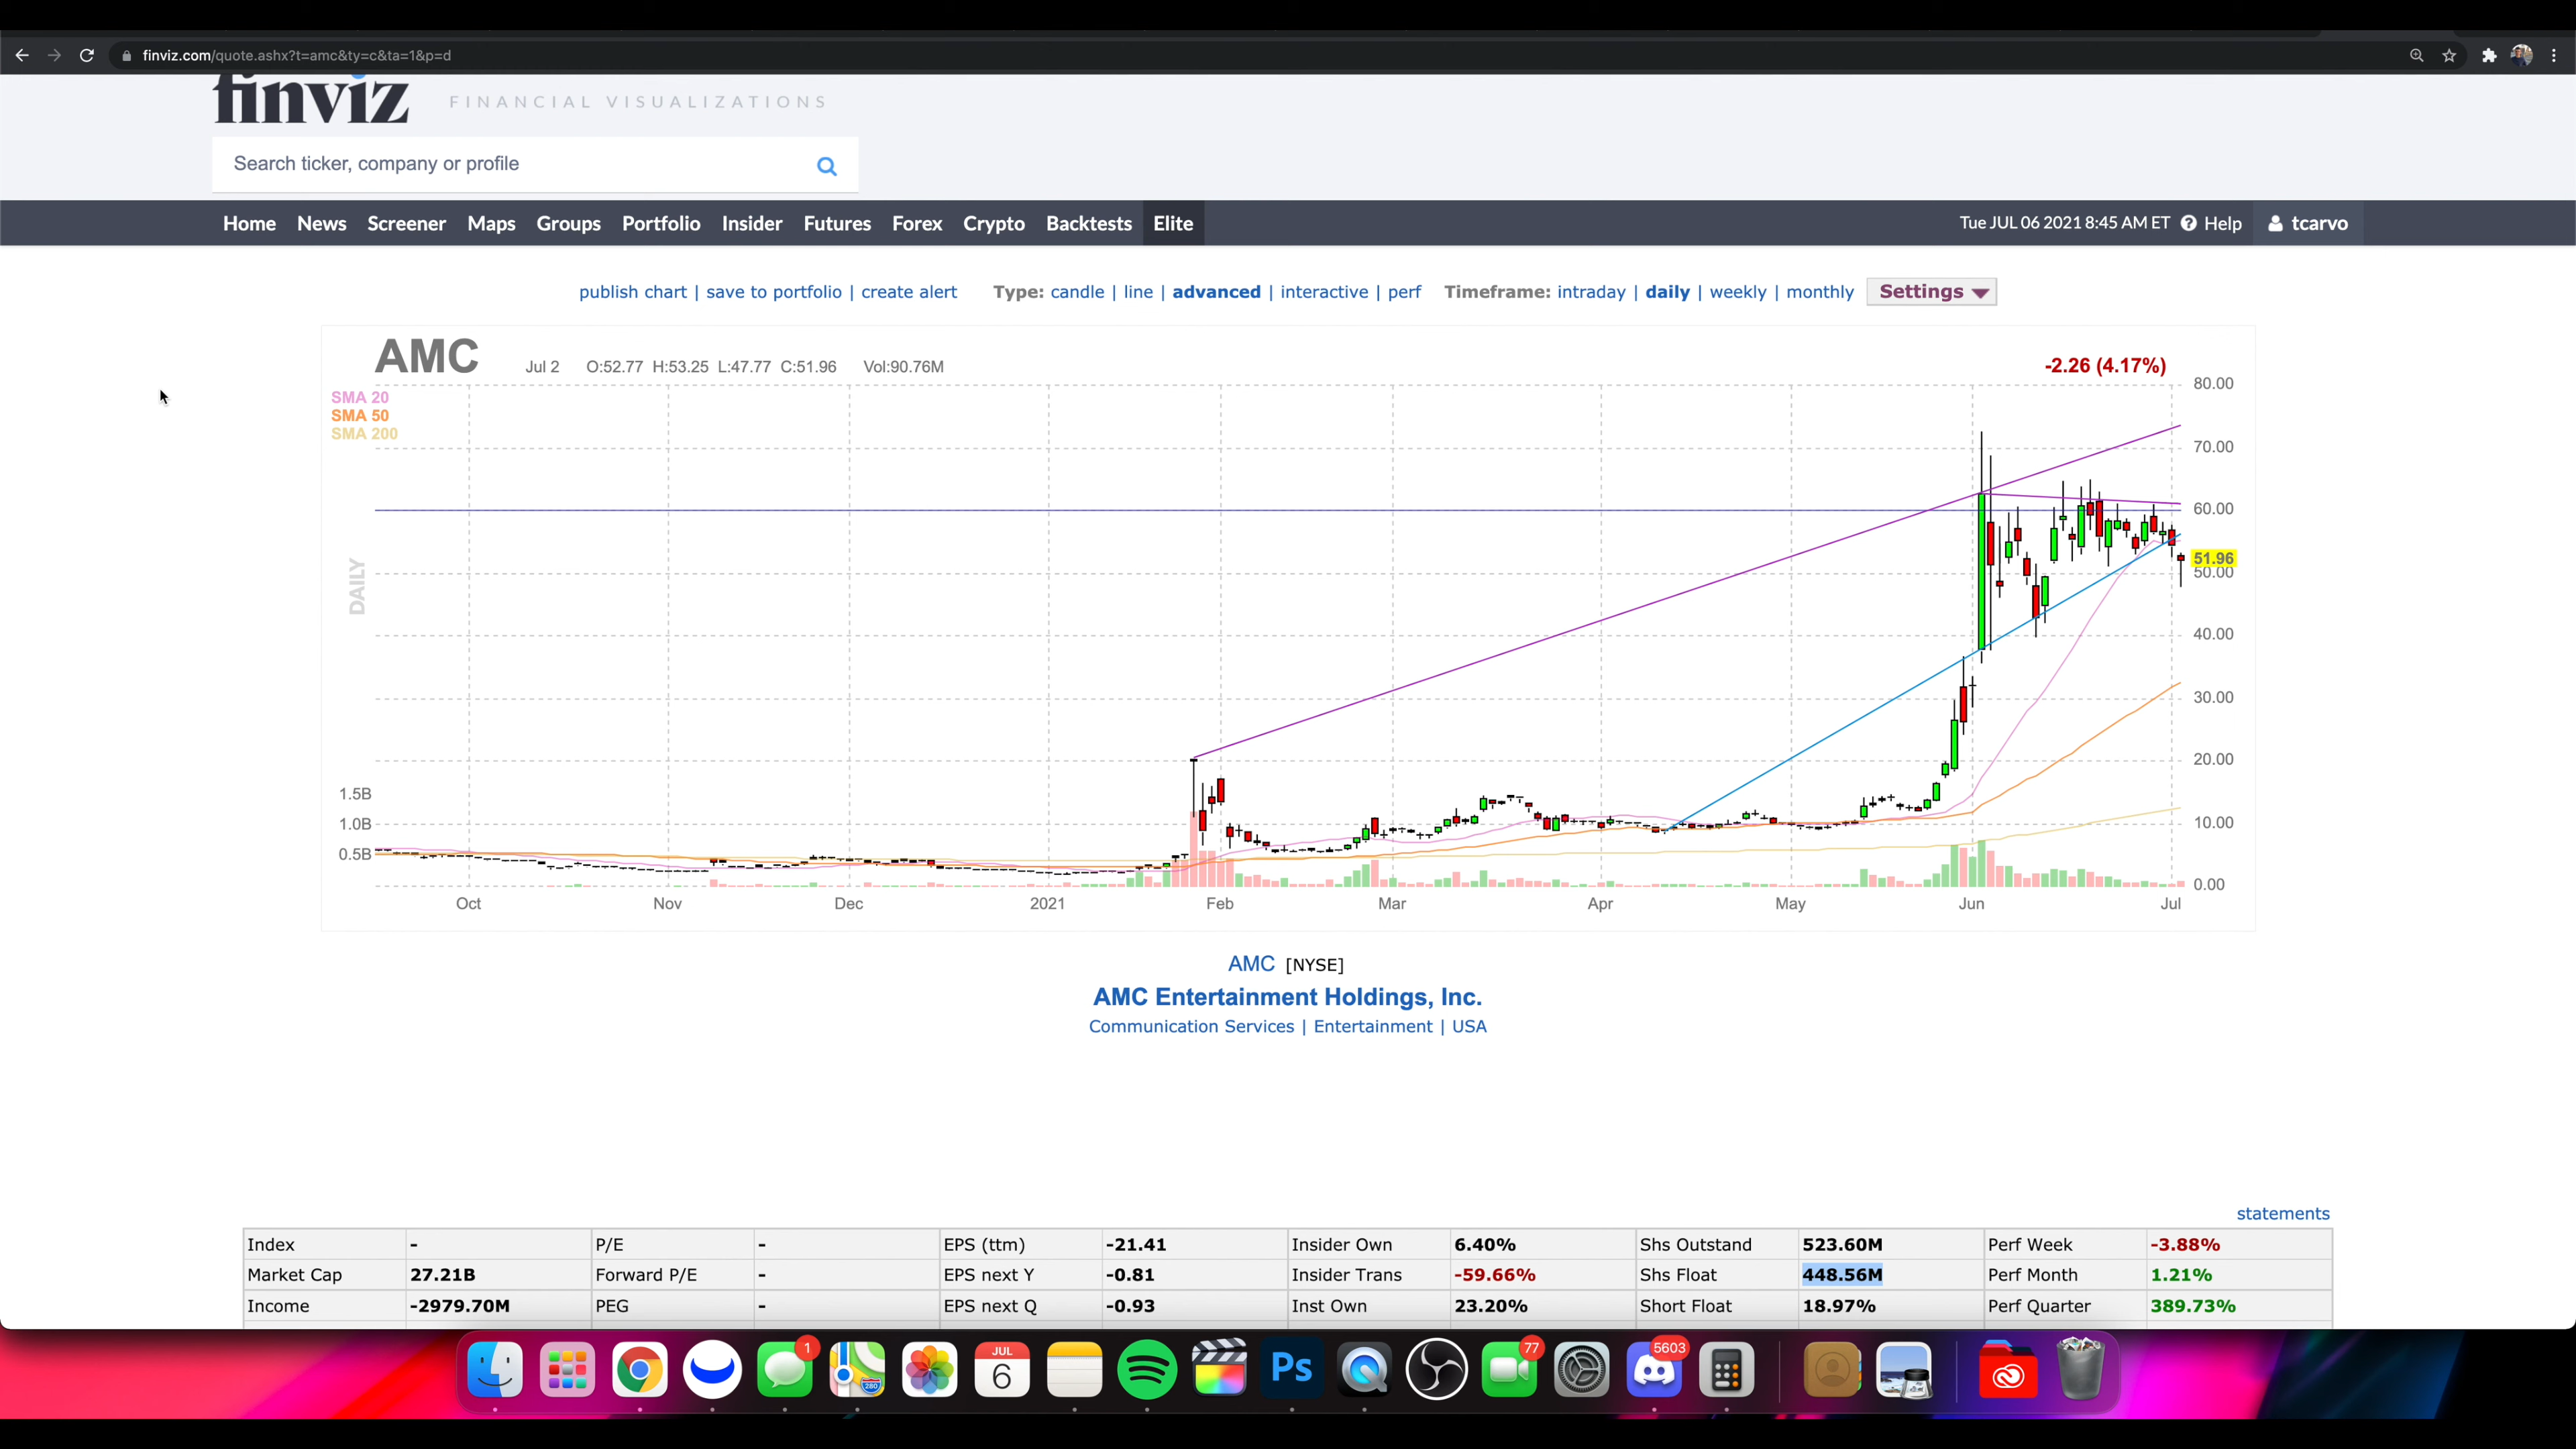 finviz.com/quote.ashx?t=amc&ty=c&ta=1&p=d
finviz FINANCIAL VISUALIZATIONS
Search ticker, company or profile
Home News Screener Maps Groups Portfolio Insider Futures Forex Crypto Backtests Elite Tue JUL 06 2021 8:45 AM ET ? Help tcarvo
publish chart | save to portfolio | create alert Type: candle | line | advanced | interactive | perf Timeframe: intraday | daily | weekly | monthly Settings
AMC Jul 2 O:52.77 H:53.25 L:47.77 C:51.96 Vol:90.76M -2.26 (4.17%)
SMA 20
SMA 50
SMA 200
DAILY
80.00
70.00
60.00
51.96
50.00
40.00
30.00
20.00
10.00
0.00
1.5B
1.0B
0.5B
Oct Nov Dec 2021 Feb Mar Apr May Jun Jul
AMC [NYSE]
AMC Entertainment Holdings, Inc.
Communication Services | Entertainment | USA
statements
Index - P/E - EPS (ttm) -21.41 Insider Own 6.40% Shs Outstand 523.60M Perf Week -3.88%
Market Cap 27.21B Forward P/E - EPS next Y -0.81 Insider Trans -59.66% Shs Float 448.56M Perf Month 1.21%
Income -2979.70M PEG - EPS next Q -0.93 Inst Own 23.20% Short Float 18.97% Perf Quarter 389.73%
1 280 JUL 6 Ps 77 5603